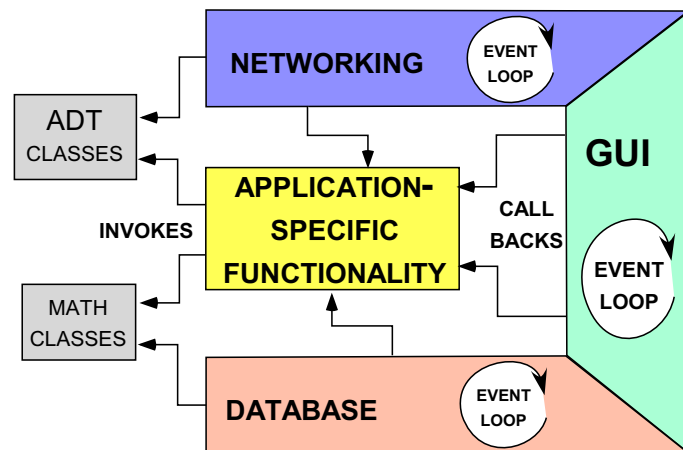 NETWORKING
EVENT
LOOP
ADT
CLASSES
GUI
APPLICATION-
SPECIFIC
FUNCTIONALITY
INVOKES
CALL
BACKS
EVENT
LOOP
MATH
CLASSES
DATABASE
EVENT
LOOP